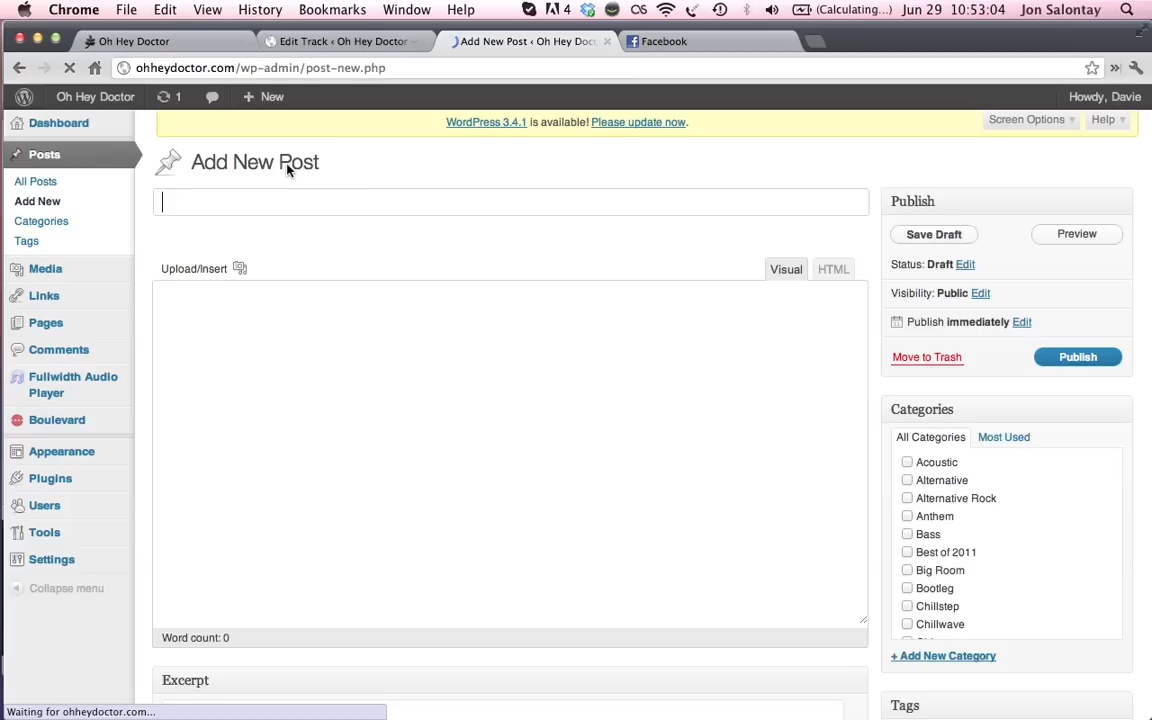 Chrome File Edit View History Bookmarks Window Help 4 (Calculating...) Jun 29 10:53:04 Jon Salontay
Oh Hey Doctor Edit Track ‹ Oh Hey Doctor Add New Post ‹ Oh Hey Doc Facebook
ohheydoctor.com/wp-admin/post-new.php
Oh Hey Doctor 1 + New Howdy, Davie
WordPress 3.4.1 is available! Please update now. Screen Options Help
Dashboard
Posts
All Posts
Add New
Categories
Tags
Media
Links
Pages
Comments
Fullwidth Audio
Player
Boulevard
Appearance
Plugins
Users
Tools
Settings
Collapse menu
Add New Post
Upload/Insert Visual HTML
Word count: 0
Excerpt
Publish
Save Draft Preview
Status: Draft Edit
Visibility: Public Edit
Publish immediately Edit
Move to Trash Publish
Categories
All Categories Most Used
Acoustic
Alternative
Alternative Rock
Anthem
Bass
Best of 2011
Big Room
Bootleg
Chillstep
Chillwave
+ Add New Category
Tags
Waiting for ohheydoctor.com...